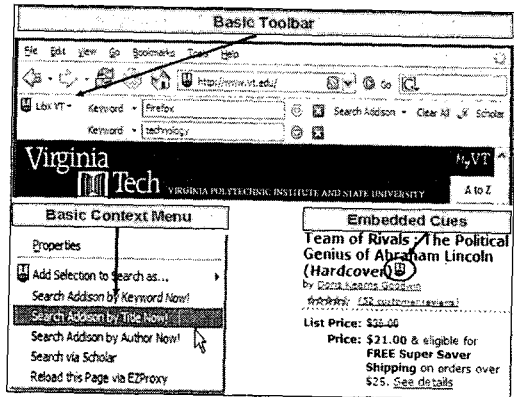 Basic Toolbar
File Edit View Go Bookmarks Tools Help
http://www.vt.edu/ Go
LibX VT Keyword Firefox Search Addison Clear All Scholar
Keyword technology
Virginia Tech MyVT
VIRGINIA POLYTECHNIC INSTITUTE AND STATE UNIVERSITY A to Z
Basic Context Menu
Properties
Add Selection to Search as...
Search Addison by Keyword Now!
Search Addison by Title Now!
Search Addison by Author Now!
Search via Scholar
Reload this Page via EZProxy
Embedded Cues
Team of Rivals : The Political
Genius of Abraham Lincoln
(Hardcover)
by Doris Kearns Goodwin
(52 customer reviews)
List Price: $35.00
Price: $21.00 & eligible for
FREE Super Saver
Shipping on orders over
$25. See details